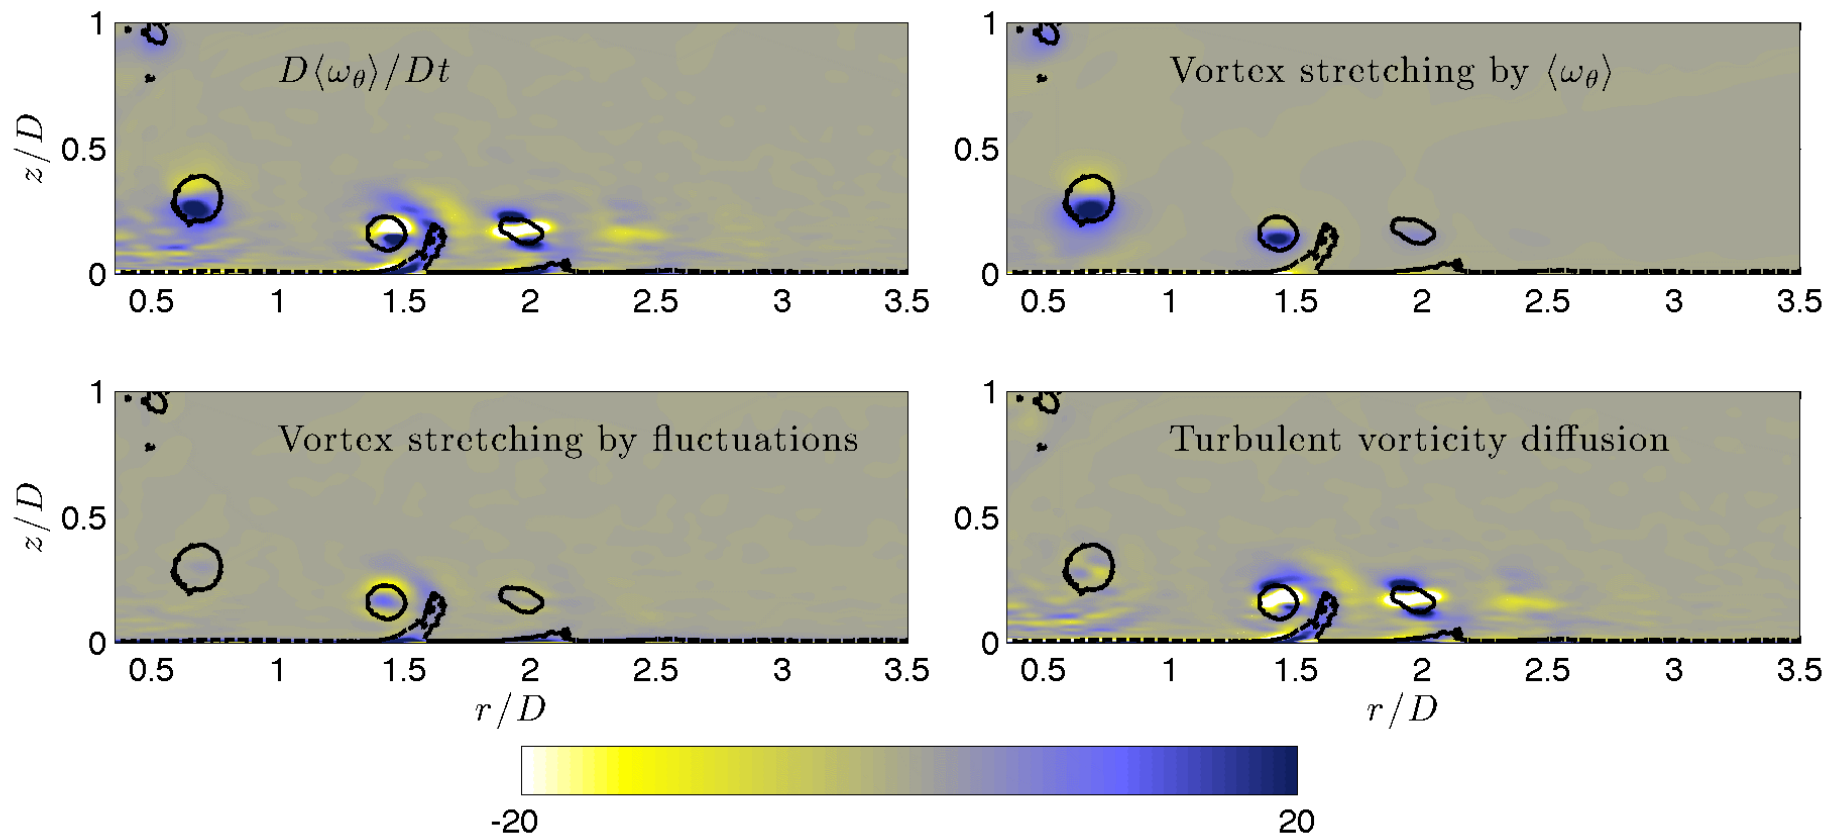 D⟨ω_θ⟩/Dt
z/D
1
0.5
0
0.5 1 1.5 2 2.5 3 3.5
Vortex stretching by ⟨ω_θ⟩
1
0.5
0
0.5 1 1.5 2 2.5 3 3.5
Vortex stretching by fluctuations
z/D
1
0.5
0
0.5 1 1.5 2 2.5 3 3.5
r/D
Turbulent vorticity diffusion
1
0.5
0
0.5 1 1.5 2 2.5 3 3.5
r/D
-20 20